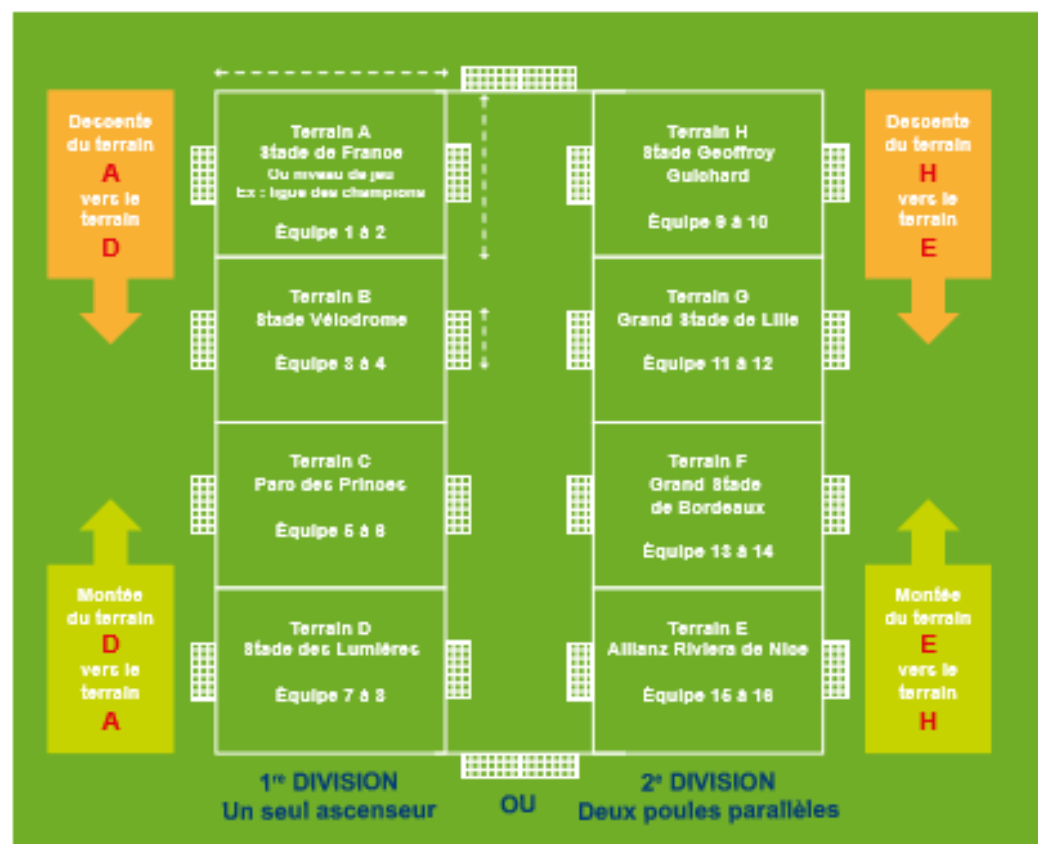 Descente
du terrain
A
vers le
terrain
D
Terrain A
Stade de France
Ou niveau de jeu
Ex : ligue des champions
Équipe 1 à 2
Terrain H
Stade Geoffroy
Guichard
Équipe 9 à 10
Descente
du terrain
H
vers le
terrain
E
Terrain B
Stade Vélodrome
Équipe 3 à 4
Terrain G
Grand Stade de Lille
Équipe 11 à 12
Terrain C
Parc des Princes
Équipe 5 à 6
Terrain F
Grand Stade
de Bordeaux
Équipe 13 à 14
Montée
du terrain
D
vers le
terrain
A
Terrain D
Stade des Lumières
Équipe 7 à 8
Terrain E
Allianz Riviera de Nice
Équipe 15 à 16
Montée
du terrain
E
vers le
terrain
H
1re DIVISION
Un seul ascenseur
OU
2e DIVISION
Deux poules parallèles